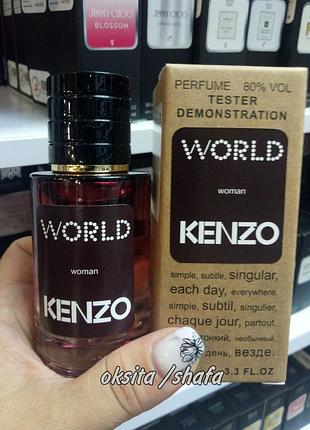 JIMMY CHOO
BLOSSOM
PERFUME 80% VOL
TESTER
DEMONSTRATION
WORLD
woman
KENZO
simple, subtle, singular,
each day, everywhere.
simple, subtil, singulier,
chaque jour, partout.
тонкий, необычный,
день, везде.
3.3 FL.OZ
WORLD
woman
KENZO
oksita /shafa